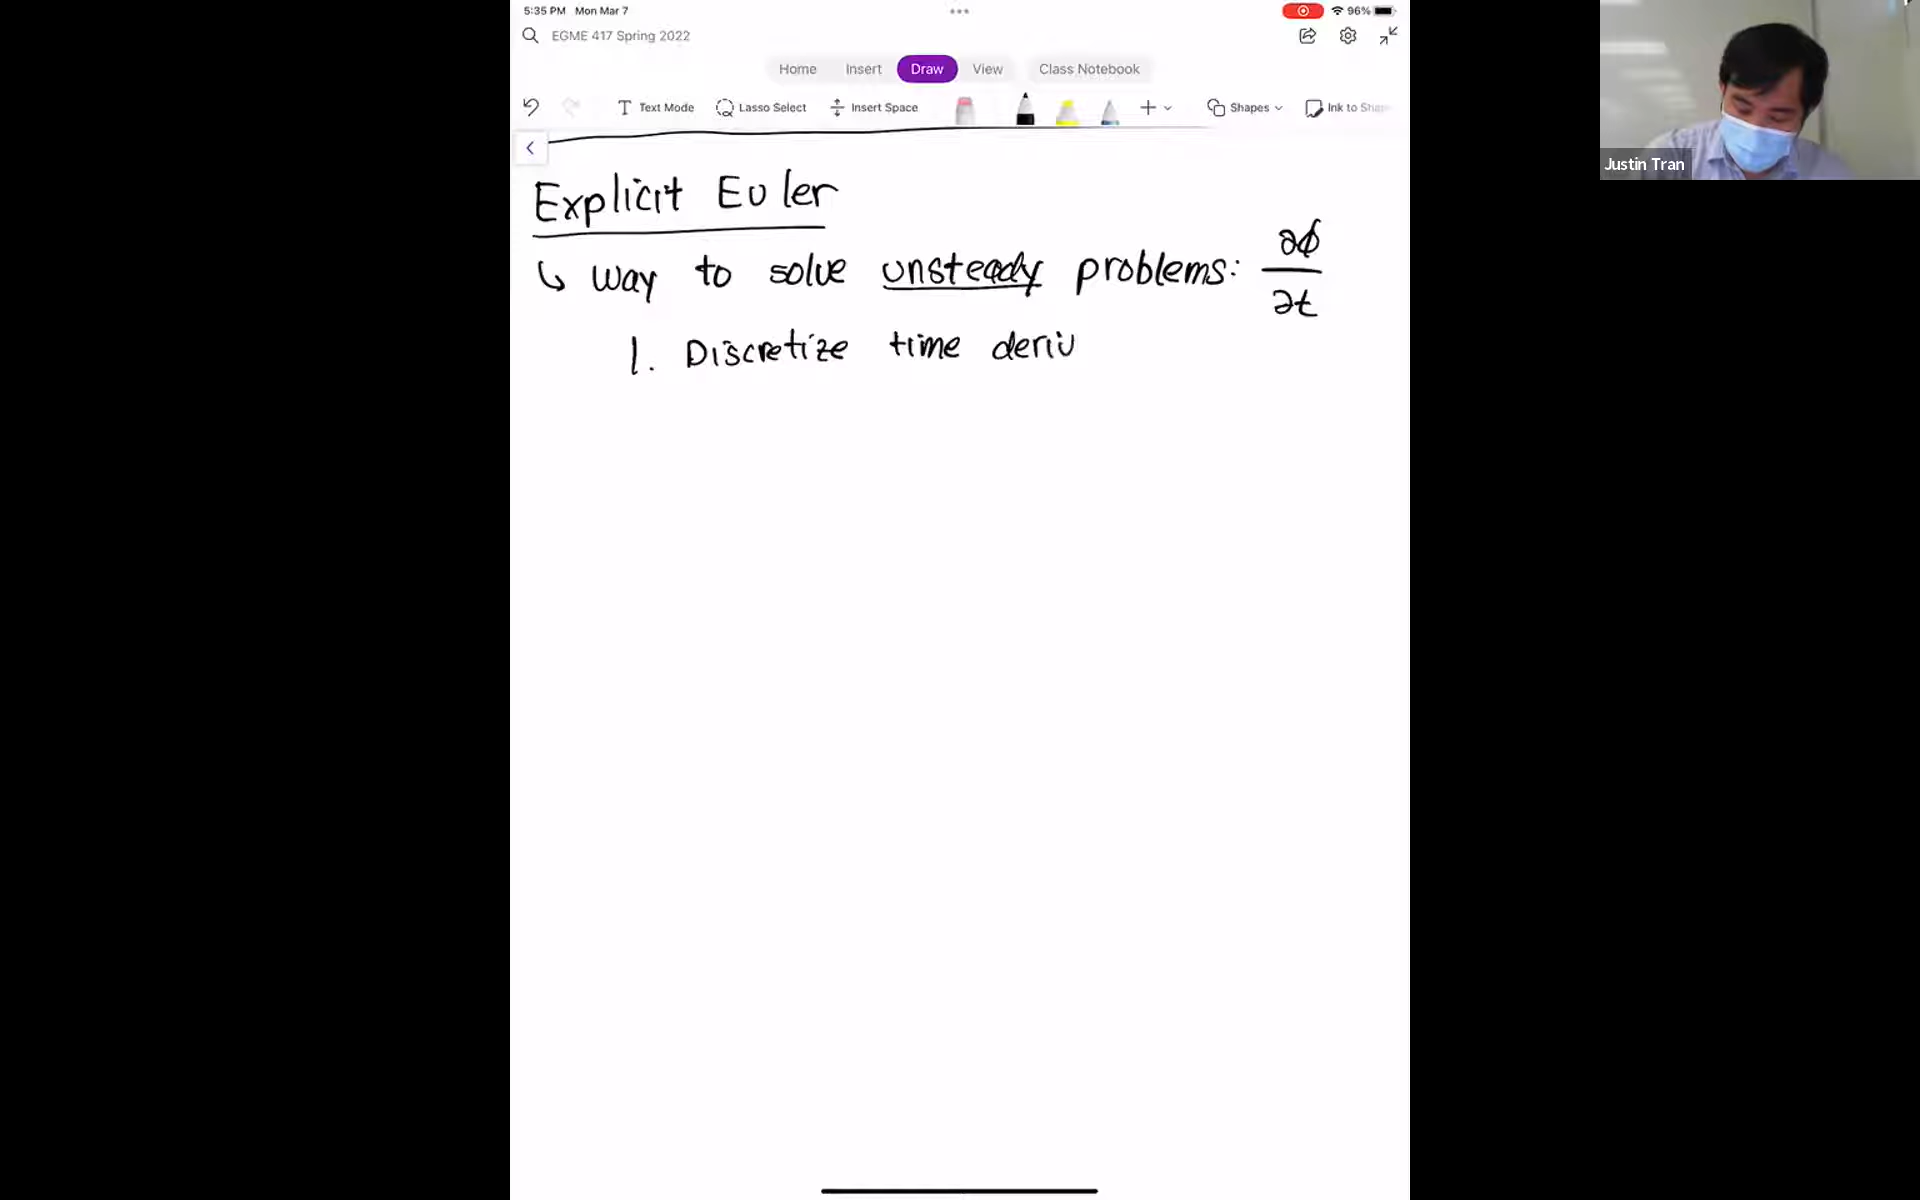 5:35 PM Mon Mar 7
96%
EGME 417 Spring 2022
Home Insert Draw View Class Notebook
Text Mode Lasso Select Insert Space Shapes Ink to Shap
Explicit Euler
↳ way to solve unsteady problems: ∂ϕ/∂t
1. Discretize time deriv
Justin Tran